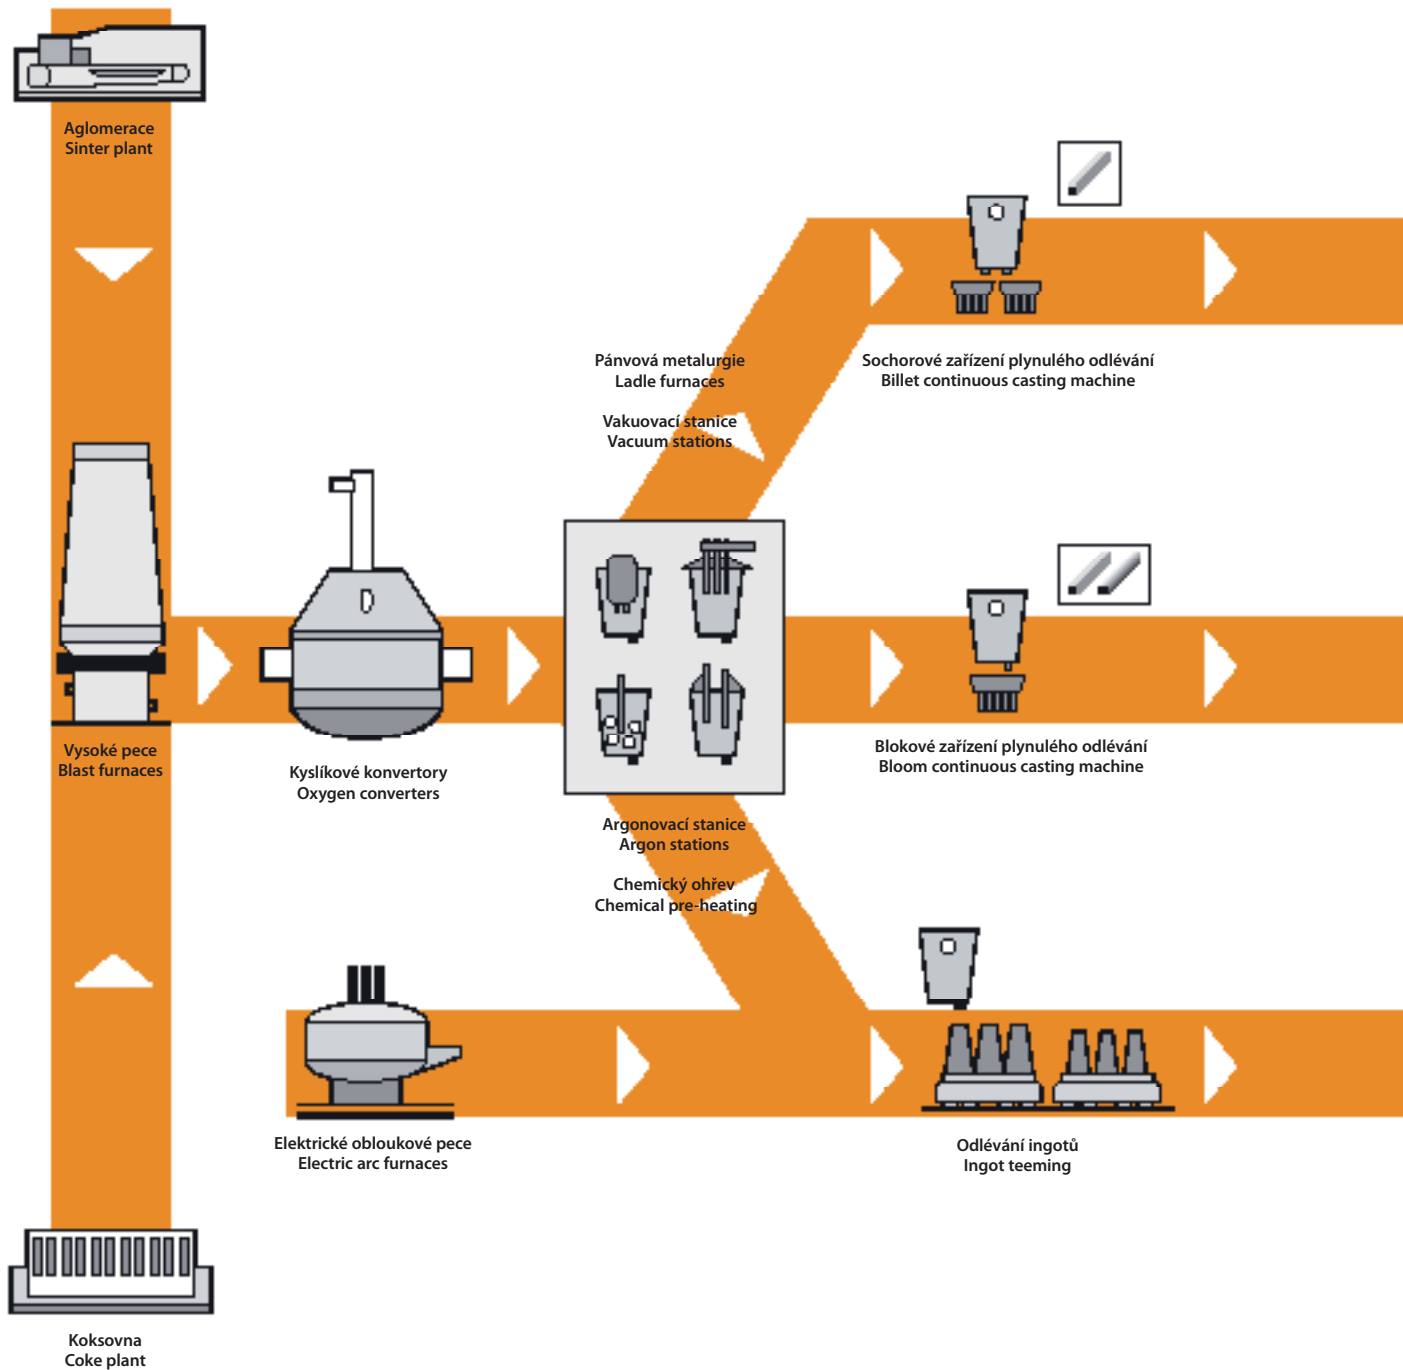 Aglomerace
Sinter plant
Pánvová metalurgie
Ladle furnaces
Vakuovací stanice
Vacuum stations
Sochorové zařízení plynulého odlévání
Billet continuous casting machine
Vysoké pece
Blast furnaces
Kyslíkové konvertory
Oxygen converters
Blokové zařízení plynulého odlévání
Bloom continuous casting machine
Argonovací stanice
Argon stations
Chemický ohřev
Chemical pre-heating
Elektrické obloukové pece
Electric arc furnaces
Odlévání ingotů
Ingot teeming
Koksovna
Coke plant